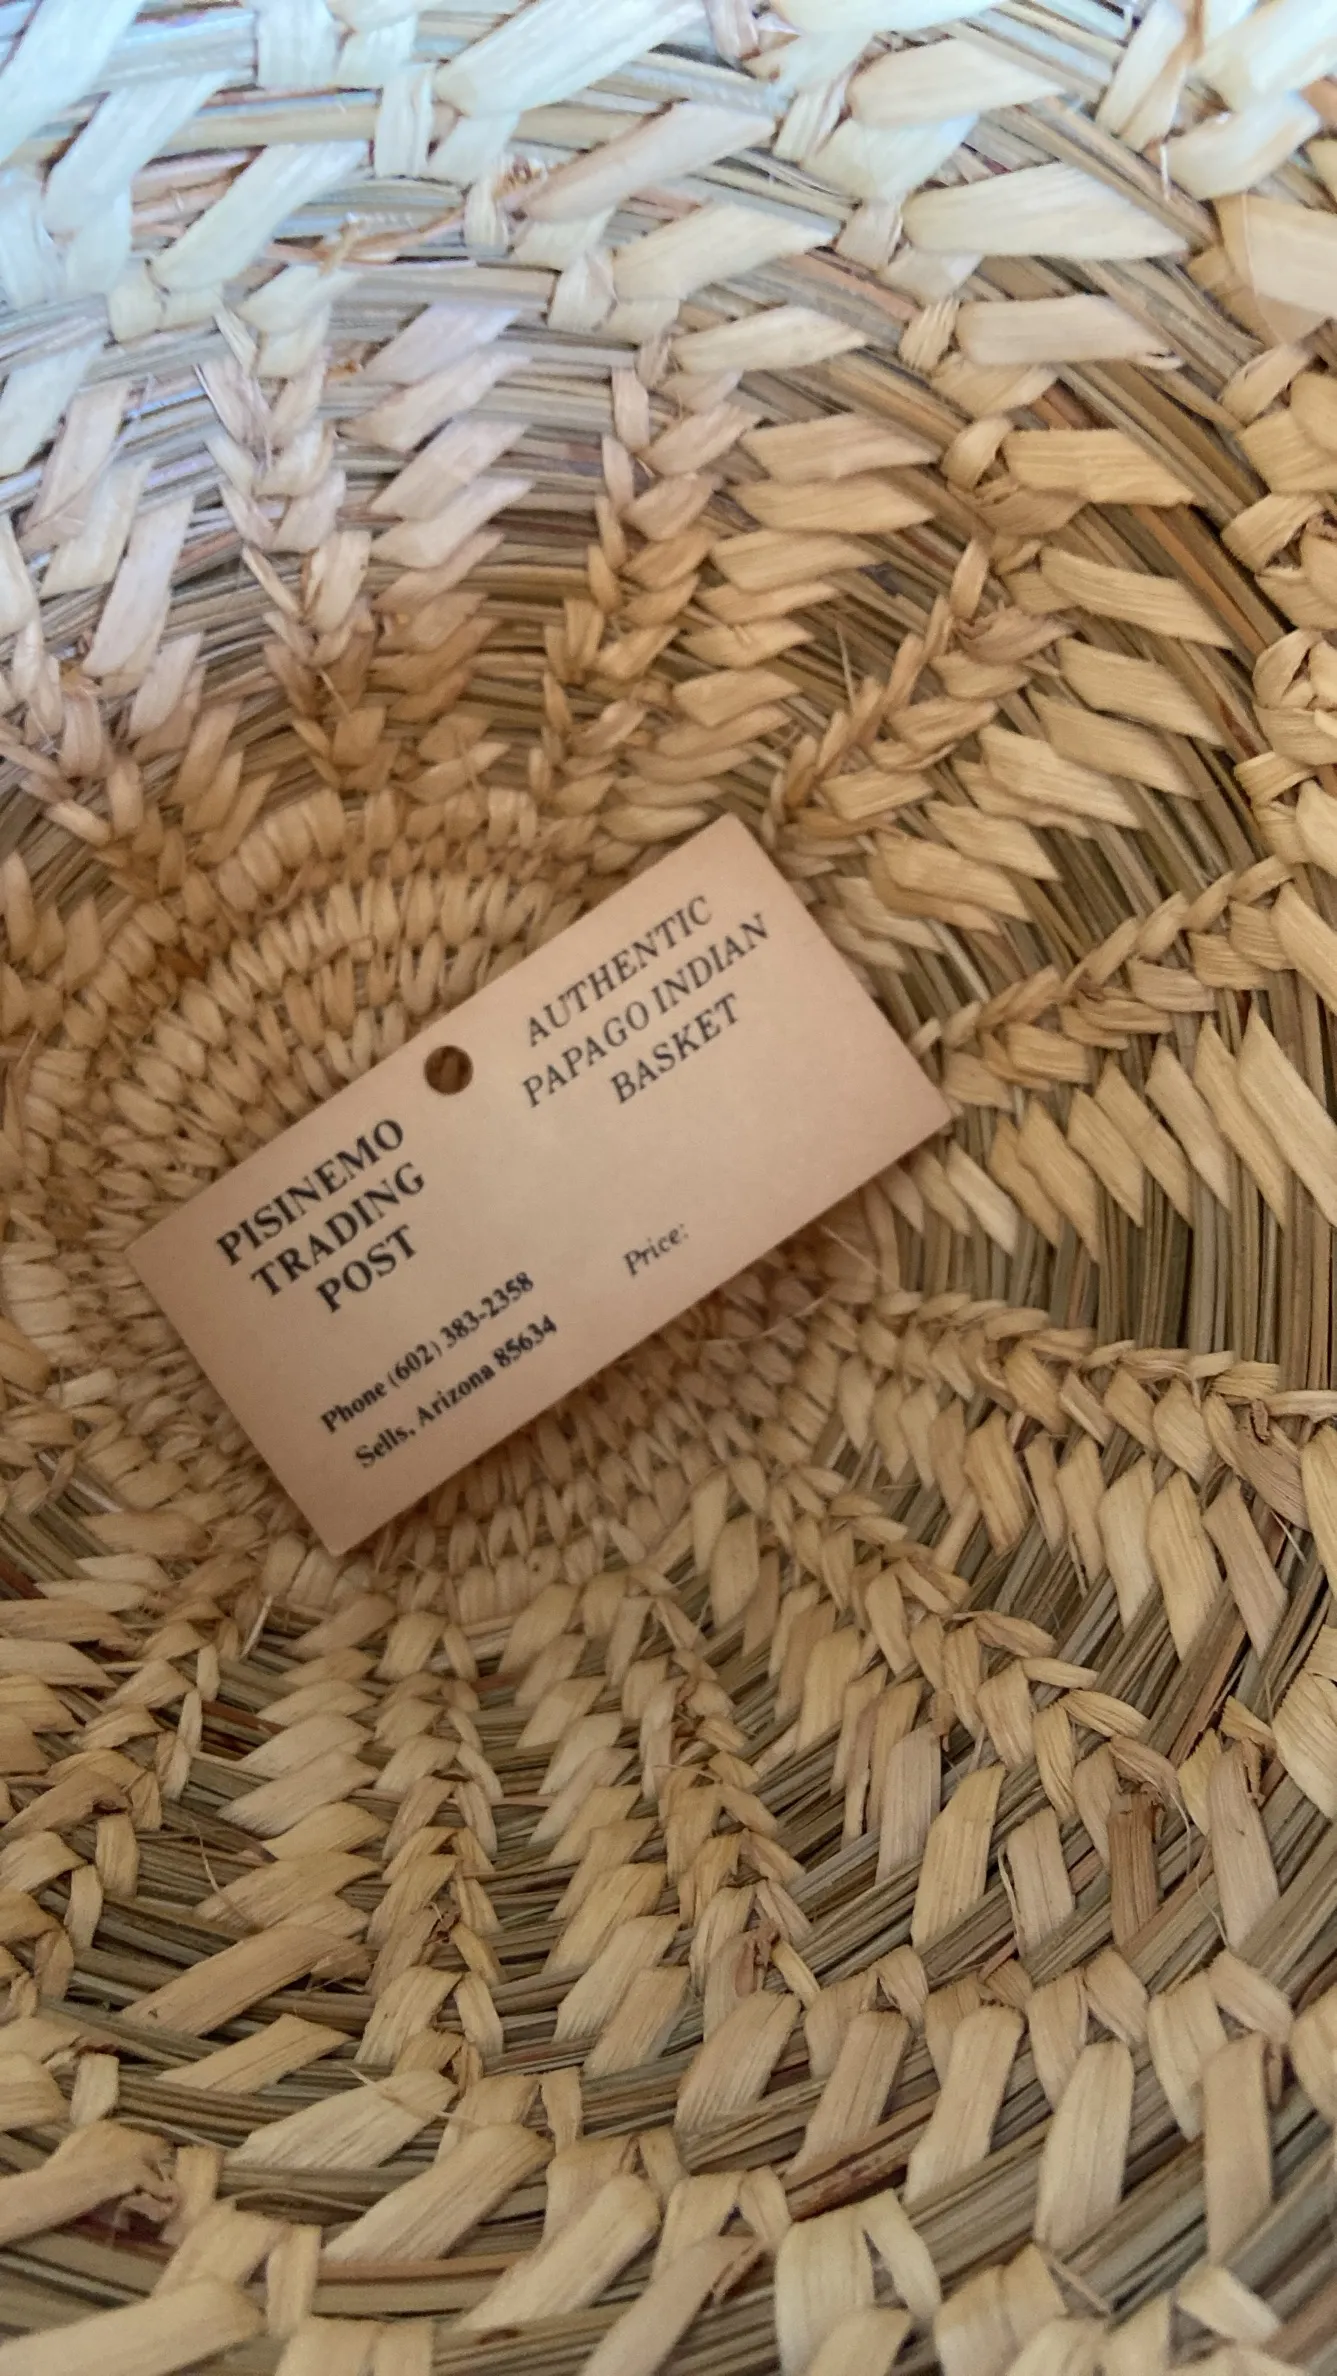 PISINEMO
TRADING
POST
Phone (602) 383-2358
Sells, Arizona 85634
AUTHENTIC
PAPAGO INDIAN
BASKET
Price: